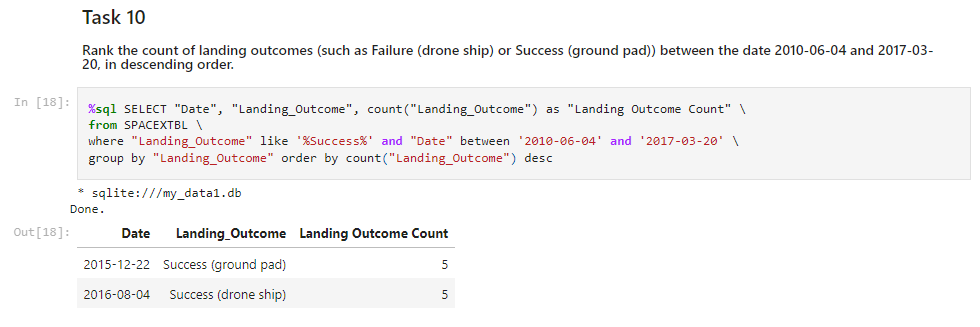 Task 10
Rank the count of landing outcomes (such as Failure (drone ship) or Success (ground pad)) between the date 2010-06-04 and 2017-03-
20, in descending order.
In [18]:
%sql SELECT "Date", "Landing_Outcome", count("Landing_Outcome") as "Landing Outcome Count" \
from SPACEXTBL \
where "Landing_Outcome" like '%Success%' and "Date" between '2010-06-04' and '2017-03-20' \
group by "Landing_Outcome" order by count("Landing_Outcome") desc
* sqlite:///my_data1.db
Done.
Out[18]:
Date Landing_Outcome Landing Outcome Count
2015-12-22 Success (ground pad) 5
2016-08-04 Success (drone ship) 5